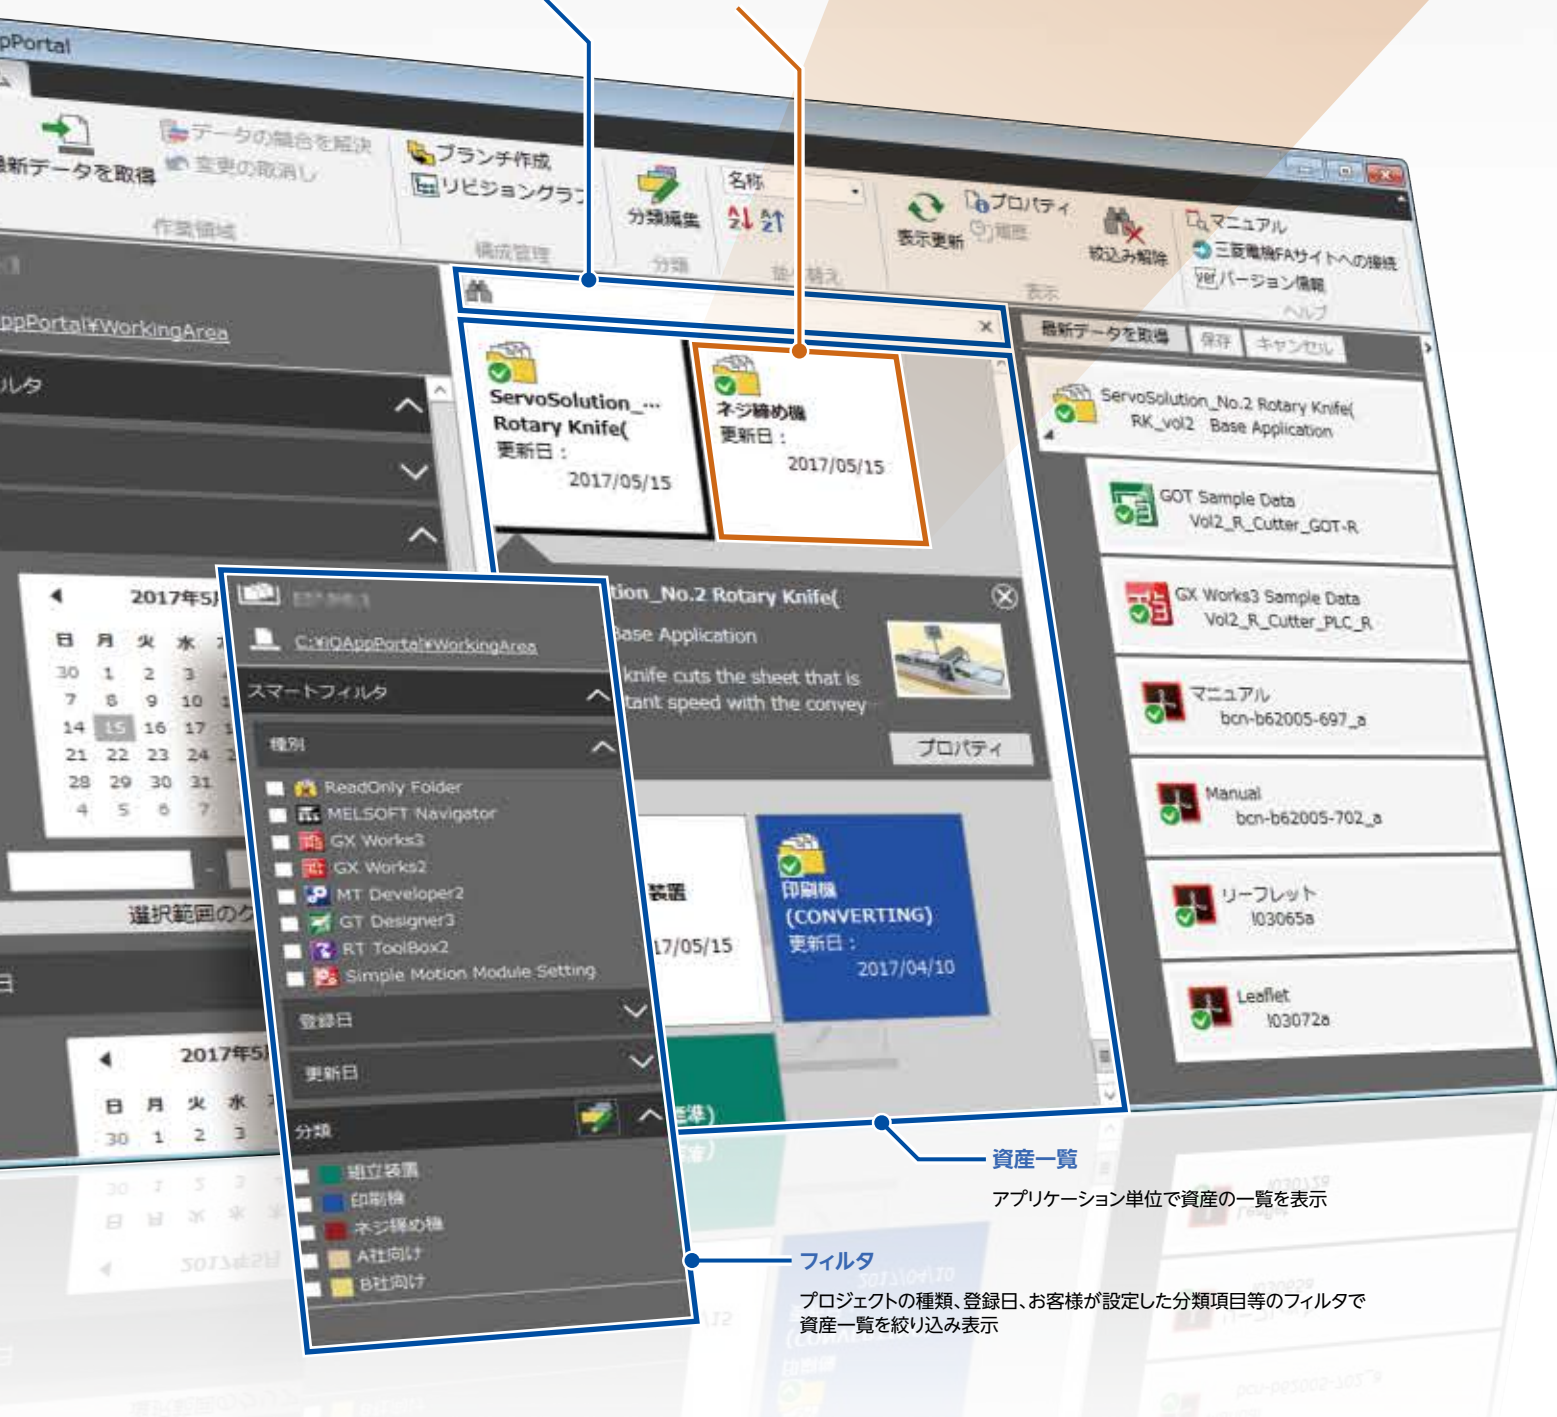 pPortal
最新データを取得
データの競合を解決
変更の取消し
作業領域
ブランチ作成
リビジョングラフ
構成管理
分類編集
分類
名称
並べ替え
表示更新
プロパティ
履歴
絞込み解除
表示
マニュアル
三菱電機FAサイトへの接続
バージョン情報
ヘルプ
ppPortal¥WorkingArea
ルタ
2017年5月
日 月 火 水
30 1 2 3
7 8 9 10
14 15 16 17
21 22 23 24
28 29 30 31
4 5 6 7
-
選択範囲のク
日
2017年5月
日 月 火 水
30 1 2 3
C:¥iQAppPortal¥WorkingArea
スマートフィルタ
種別
ReadOnly Folder
MELSOFT Navigator
GX Works3
GX Works2
MT Developer2
GT Designer3
RT ToolBox2
Simple Motion Module Setting
登録日
更新日
分類
組立装置
印刷機
ネジ締め機
A社向け
B社向け
ServoSolution_…
Rotary Knife(
更新日：
2017/05/15
ネジ締め機
更新日：
2017/05/15
tion_No.2 Rotary Knife(
Base Application
knife cuts the sheet that is
tant speed with the convey…
プロパティ
装置
17/05/15
印刷機
(CONVERTING)
更新日：
2017/04/10
標準)
最新データを取得
保存
キャンセル
ServoSolution_No.2 Rotary Knife(
RK_vol2 Base Application
GOT Sample Data
Vol2_R_Cutter_GOT-R
GX Works3 Sample Data
Vol2_R_Cutter_PLC_R
マニュアル
bcn-b62005-697_a
Manual
bcn-b62005-702_a
リーフレット
l03065a
Leaflet
l03072a
資産一覧
アプリケーション単位で資産の一覧を表示
フィルタ
プロジェクトの種類、登録日、お客様が設定した分類項目等のフィルタで
資産一覧を絞り込み表示